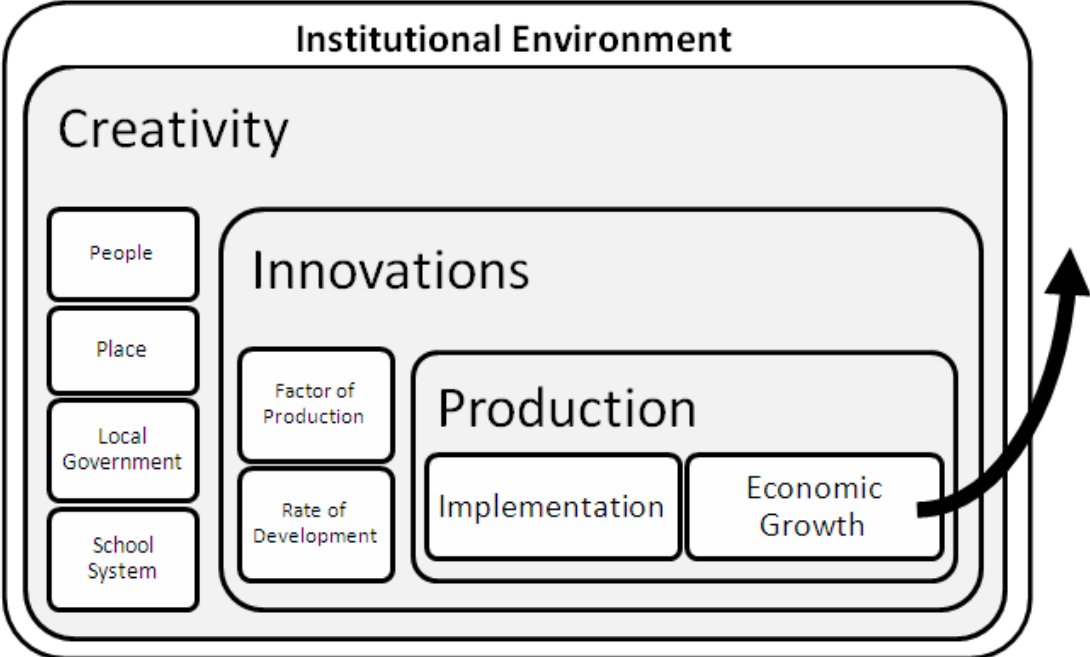 Institutional Environment
Creativity
People
Place
Local
Government
School
System
Innovations
Factor of
Production
Rate of
Development
Production
Implementation
Economic
Growth